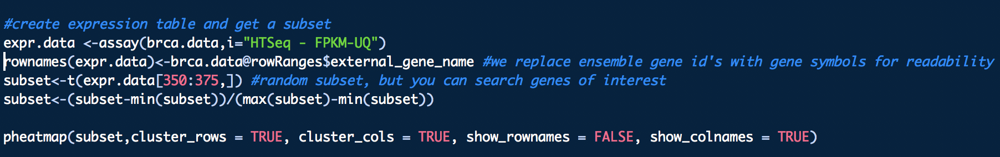 #create expression table and get a subset
expr.data <-assay(brca.data,i="HTSeq - FPKM-UQ")
rownames(expr.data)<-brca.data@rowRanges$external_gene_name #we replace ensemble gene id's with gene symbols for readability
subset<-t(expr.data[350:375,]) #random subset, but you can search genes of interest
subset<-(subset-min(subset))/(max(subset)-min(subset))
pheatmap(subset,cluster_rows = TRUE, cluster_cols = TRUE, show_rownames = FALSE, show_colnames = TRUE)